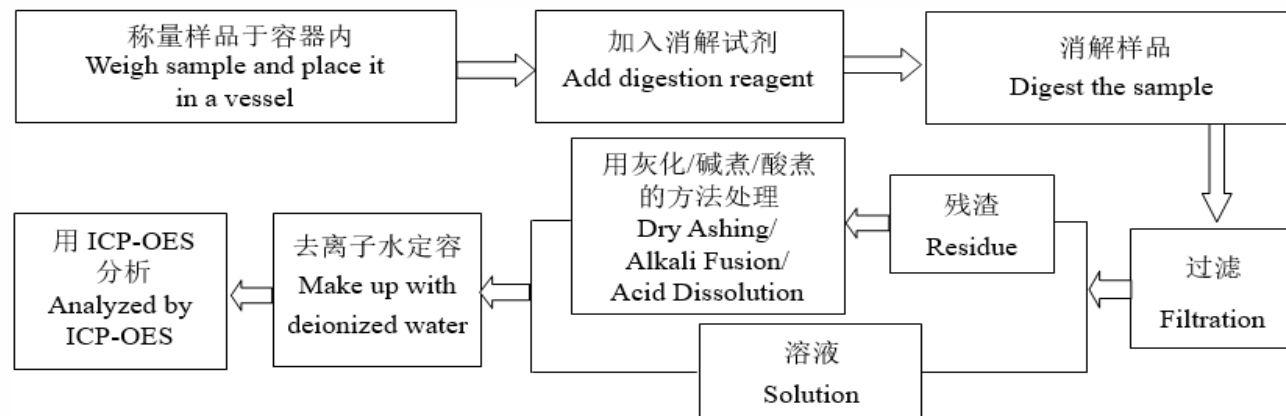 称量样品于容器内
Weigh sample and place it
in a vessel
加入消解试剂
Add digestion reagent
消解样品
Digest the sample
过滤
Filtration
残渣
Residue
溶液
Solution
用灰化/碱煮/酸煮
的方法处理
Dry Ashing/
Alkali Fusion/
Acid Dissolution
去离子水定容
Make up with
deionized water
用 ICP-OES
分析
Analyzed by
ICP-OES